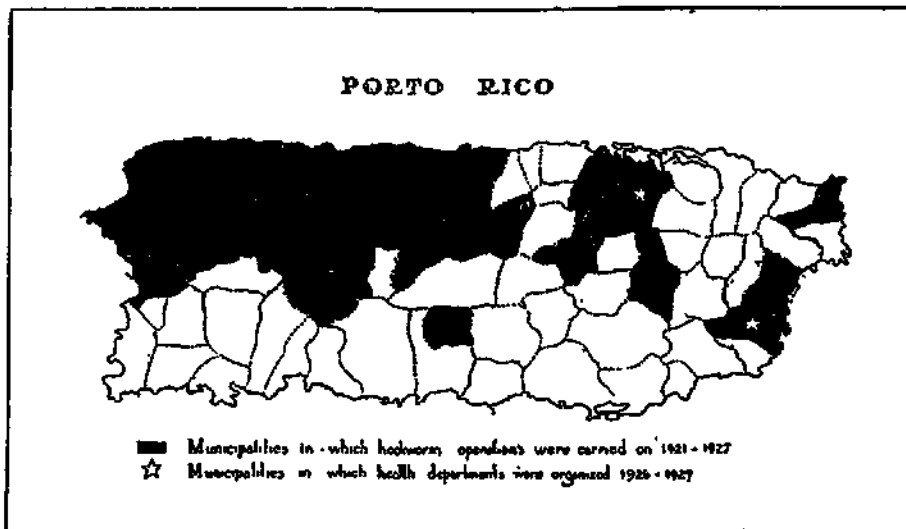 PORTO RICO
Municipalities in which hookworm operations were carried on 1921-1927
Municipalities in which health departments were organized 1926-1927